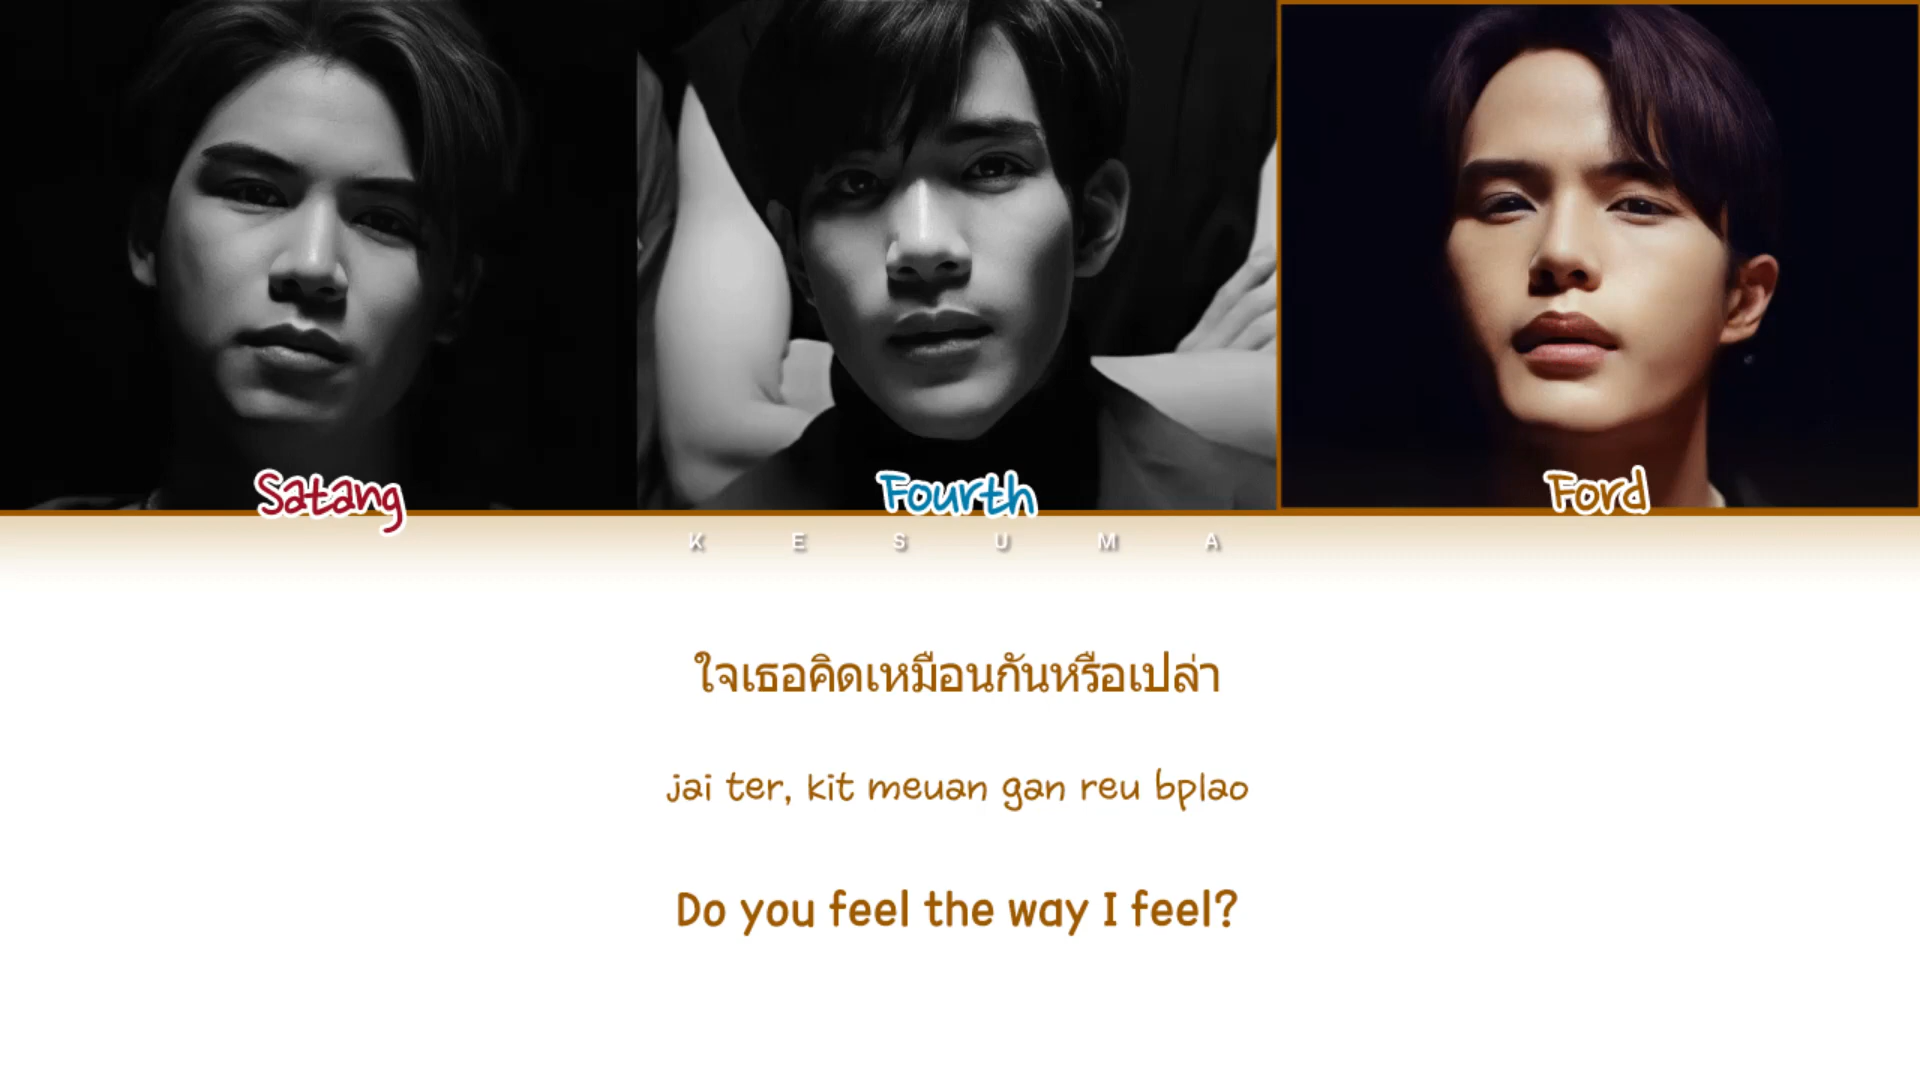 Satang
Fourth
Ford
KESUMA
ใจเธอคิดเหมือนกันหรือเปล่า
jai ter, kit meuan gan reu bplao
Do you feel the way I feel?